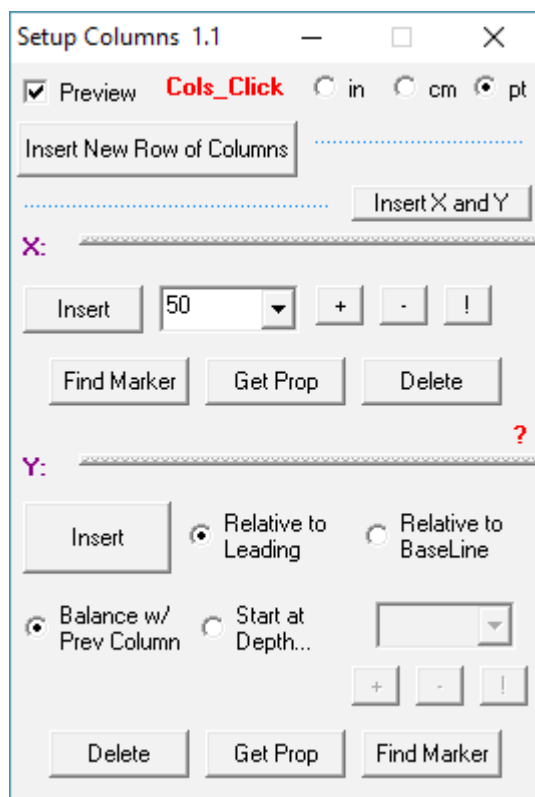 Setup Columns 1.1
Preview Cols_Click in cm pt
Insert New Row of Columns
Insert X and Y
X:
Insert 50 + - !
Find Marker Get Prop Delete
?
Y:
Insert Relative to Leading Relative to BaseLine
Balance w/ Prev Column Start at Depth...
+ - !
Delete Get Prop Find Marker